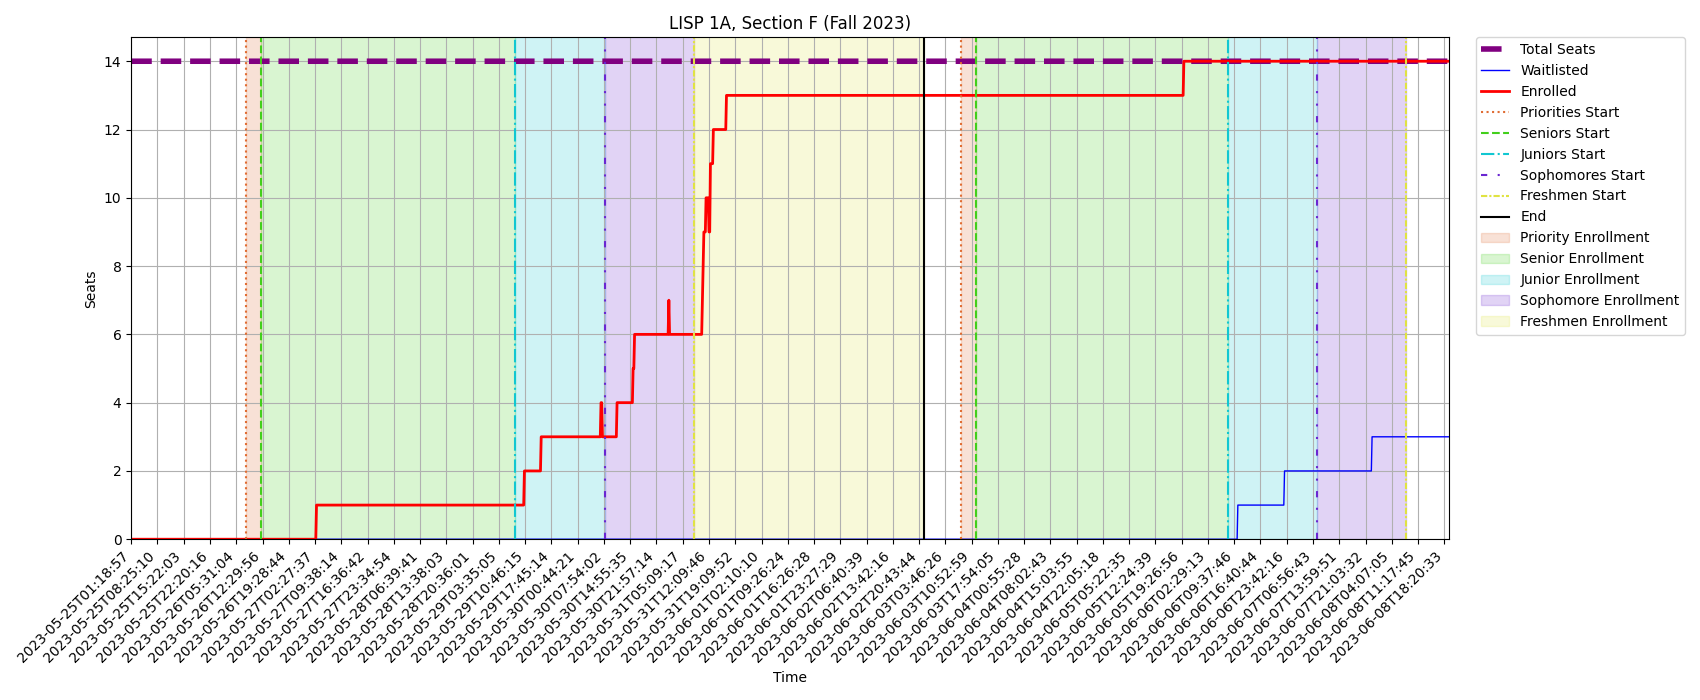 LISP 1A, Section F (Fall 2023)
Seats
14
12
10
8
6
4
2
0
2023-05-25T01:18:57
2023-05-25T08:25:10
2023-05-25T15:22:03
2023-05-25T22:20:16
2023-05-26T05:31:04
2023-05-26T12:29:56
2023-05-26T19:28:44
2023-05-27T02:27:37
2023-05-27T09:38:14
2023-05-27T16:36:42
2023-05-27T23:34:54
2023-05-28T06:39:41
2023-05-28T13:38:03
2023-05-28T20:36:01
2023-05-29T03:35:05
2023-05-29T10:46:15
2023-05-29T17:45:14
2023-05-30T00:44:21
2023-05-30T07:54:02
2023-05-30T14:55:35
2023-05-30T21:57:14
2023-05-31T05:09:17
2023-05-31T12:09:46
2023-05-31T19:09:52
2023-06-01T02:10:10
2023-06-01T09:26:24
2023-06-01T16:26:28
2023-06-01T23:27:29
2023-06-02T06:40:39
2023-06-02T13:42:16
2023-06-02T20:43:44
2023-06-03T03:46:26
2023-06-03T10:52:59
2023-06-03T17:54:05
2023-06-04T00:55:28
2023-06-04T08:02:43
2023-06-04T15:03:55
2023-06-04T22:05:18
2023-06-05T05:22:35
2023-06-05T12:24:39
2023-06-05T19:26:56
2023-06-06T02:29:13
2023-06-06T09:37:46
2023-06-06T16:40:44
2023-06-06T23:42:16
2023-06-07T06:56:43
2023-06-07T13:59:51
2023-06-07T21:03:32
2023-06-08T04:07:05
2023-06-08T11:17:45
2023-06-08T18:20:33
Time
Total Seats
Waitlisted
Enrolled
Priorities Start
Seniors Start
Juniors Start
Sophomores Start
Freshmen Start
End
Priority Enrollment
Senior Enrollment
Junior Enrollment
Sophomore Enrollment
Freshmen Enrollment